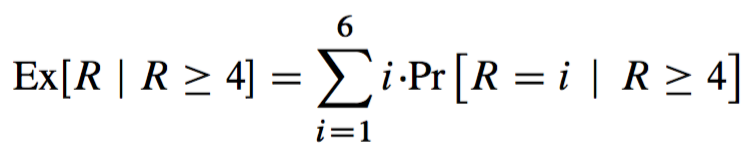 Ex[R | R ≥ 4] = ∑_{i=1}^{6} i·Pr[R = i | R ≥ 4]